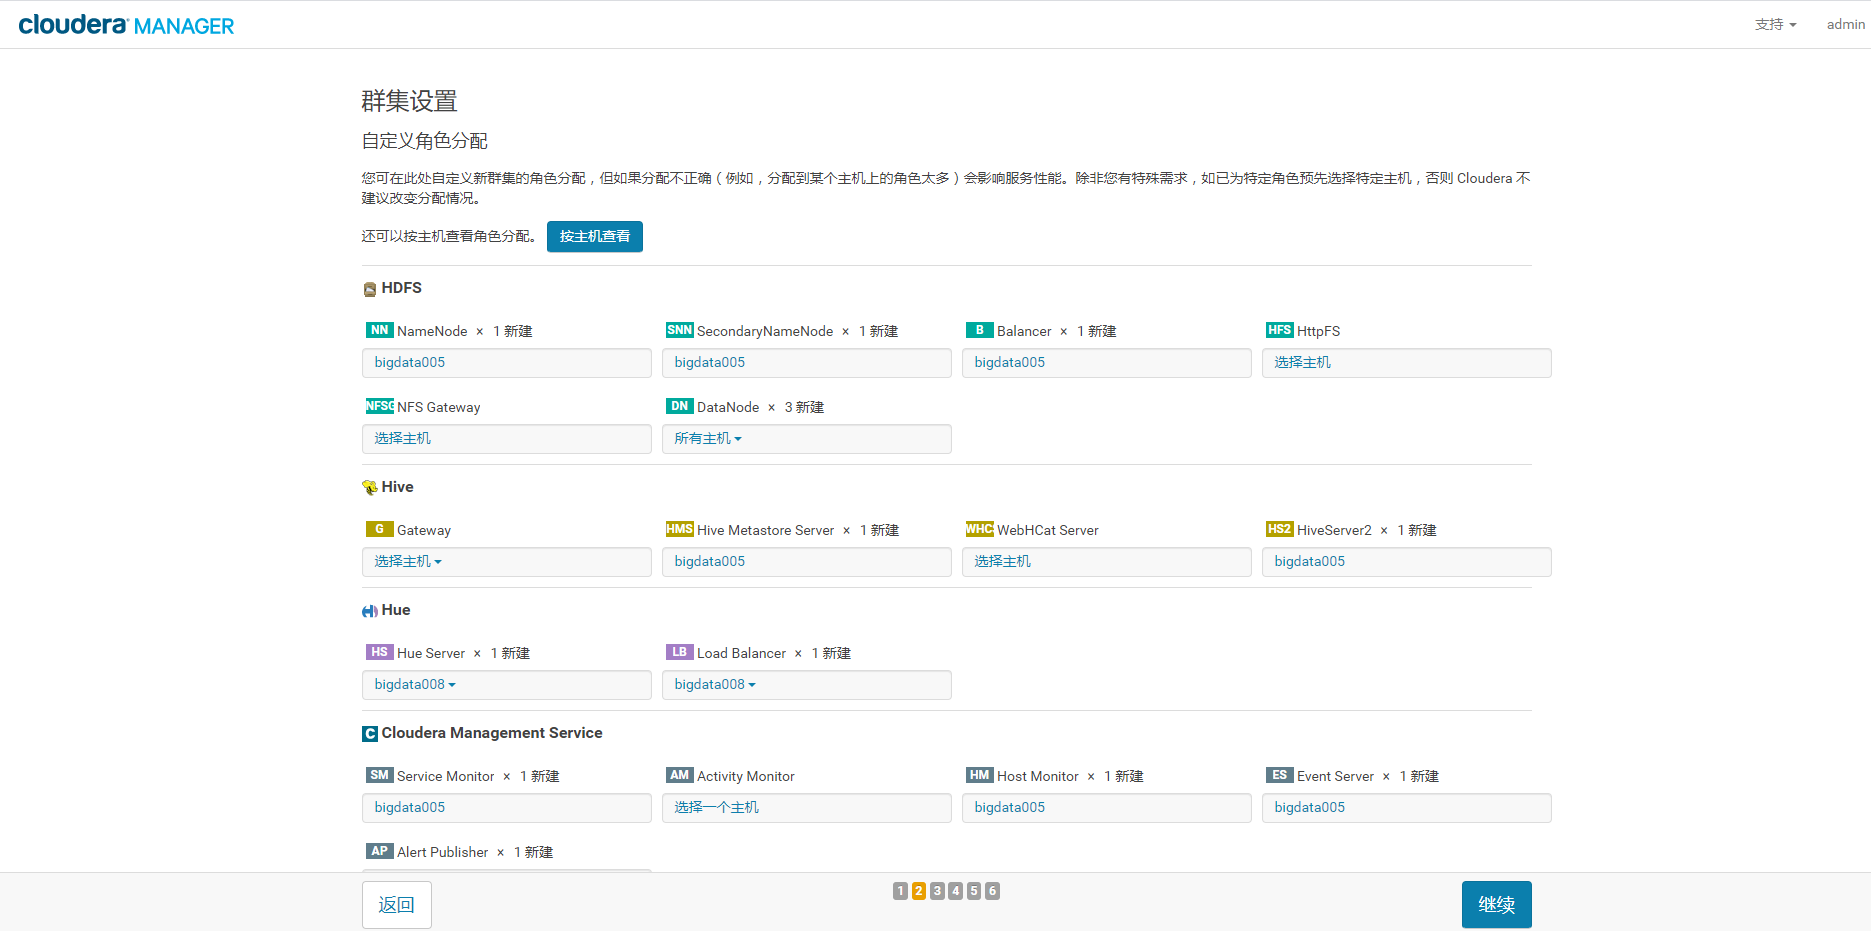 cloudera MANAGER
支持 admin
群集设置
自定义角色分配
您可在此处自定义新群集的角色分配，但如果分配不正确（例如，分配到某个主机上的角色太多）会影响服务性能。除非您有特殊需求，如已为特定角色预先选择特定主机，否则 Cloudera 不
建议改变分配情况。
还可以按主机查看角色分配。 按主机查看
HDFS
NN NameNode × 1 新建 SNN SecondaryNameNode × 1 新建 B Balancer × 1 新建 HFS HttpFS
bigdata005 bigdata005 bigdata005 选择主机
NFSG NFS Gateway DN DataNode × 3 新建
选择主机 所有主机
Hive
G Gateway HMS Hive Metastore Server × 1 新建 WHC WebHCat Server HS2 HiveServer2 × 1 新建
选择主机 bigdata005 选择主机 bigdata005
Hue
HS Hue Server × 1 新建 LB Load Balancer × 1 新建
bigdata008 bigdata008
C Cloudera Management Service
SM Service Monitor × 1 新建 AM Activity Monitor HM Host Monitor × 1 新建 ES Event Server × 1 新建
bigdata005 选择一个主机 bigdata005 bigdata005
AP Alert Publisher × 1 新建
返回 1 2 3 4 5 6 继续